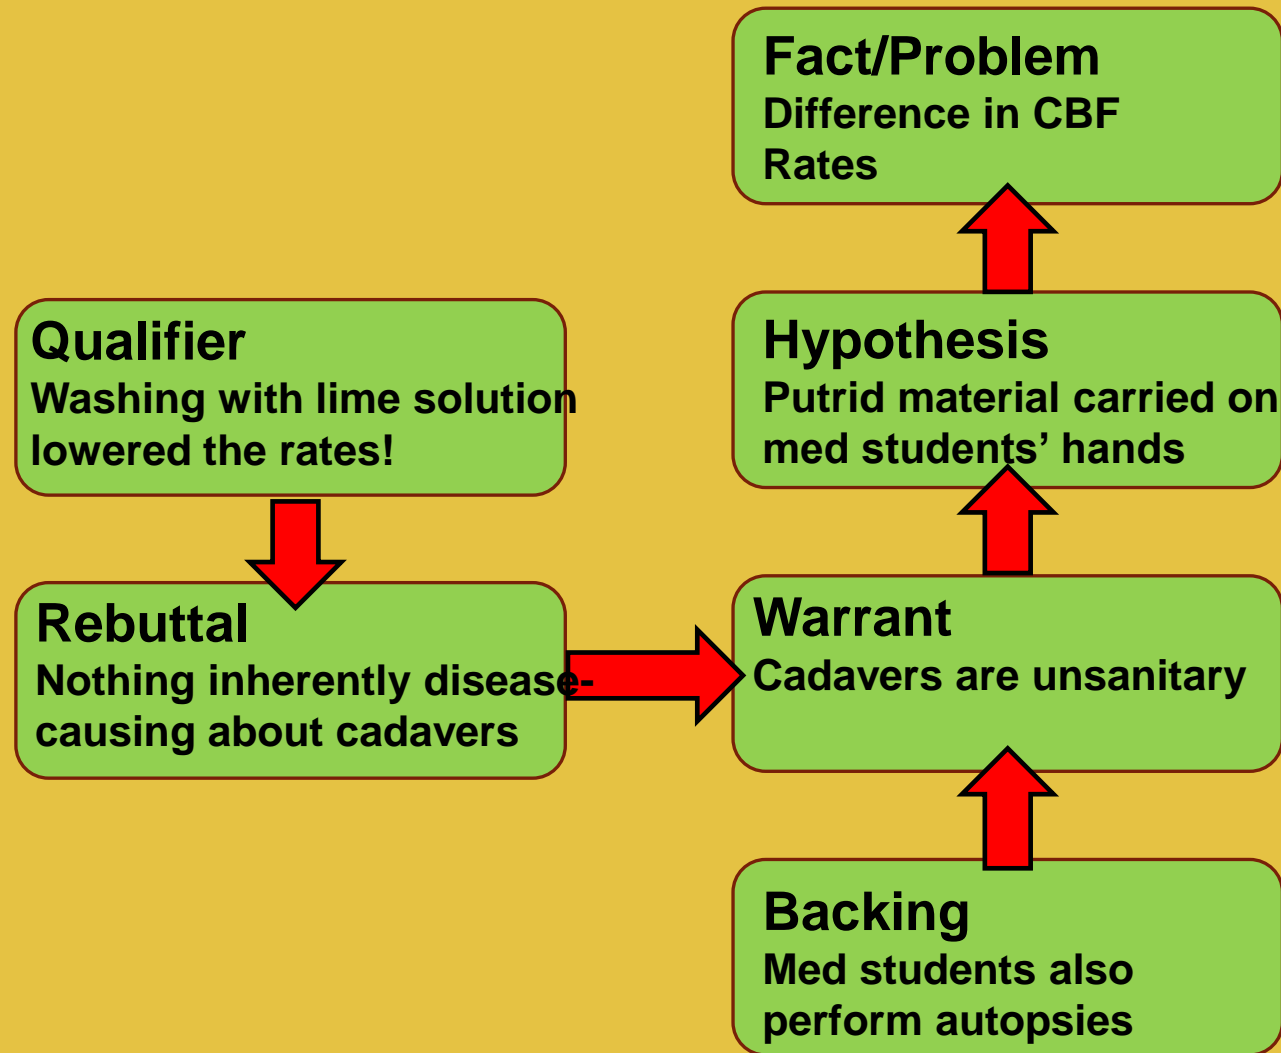 Fact/Problem
Difference in CBF
Rates
Qualifier
Washing with lime solution
lowered the rates!
Hypothesis
Putrid material carried on
med students’ hands
Rebuttal
Nothing inherently disease-
causing about cadavers
Warrant
Cadavers are unsanitary
Backing
Med students also
perform autopsies